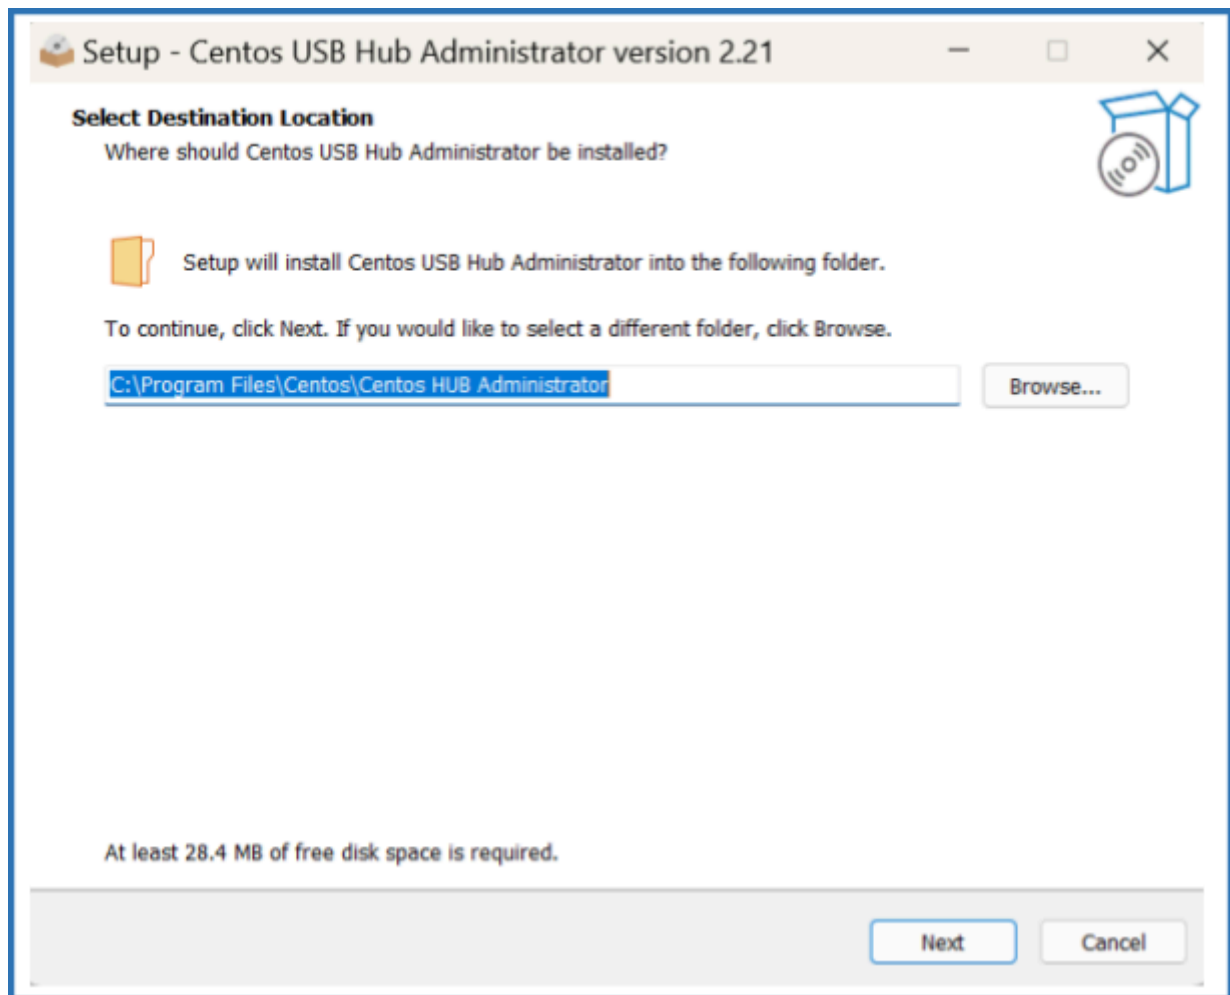 Setup - Centos USB Hub Administrator version 2.21
Select Destination Location
Where should Centos USB Hub Administrator be installed?
Setup will install Centos USB Hub Administrator into the following folder.
To continue, click Next. If you would like to select a different folder, click Browse.
C:\Program Files\Centos\Centos HUB Administrator
Browse...
At least 28.4 MB of free disk space is required.
Next
Cancel